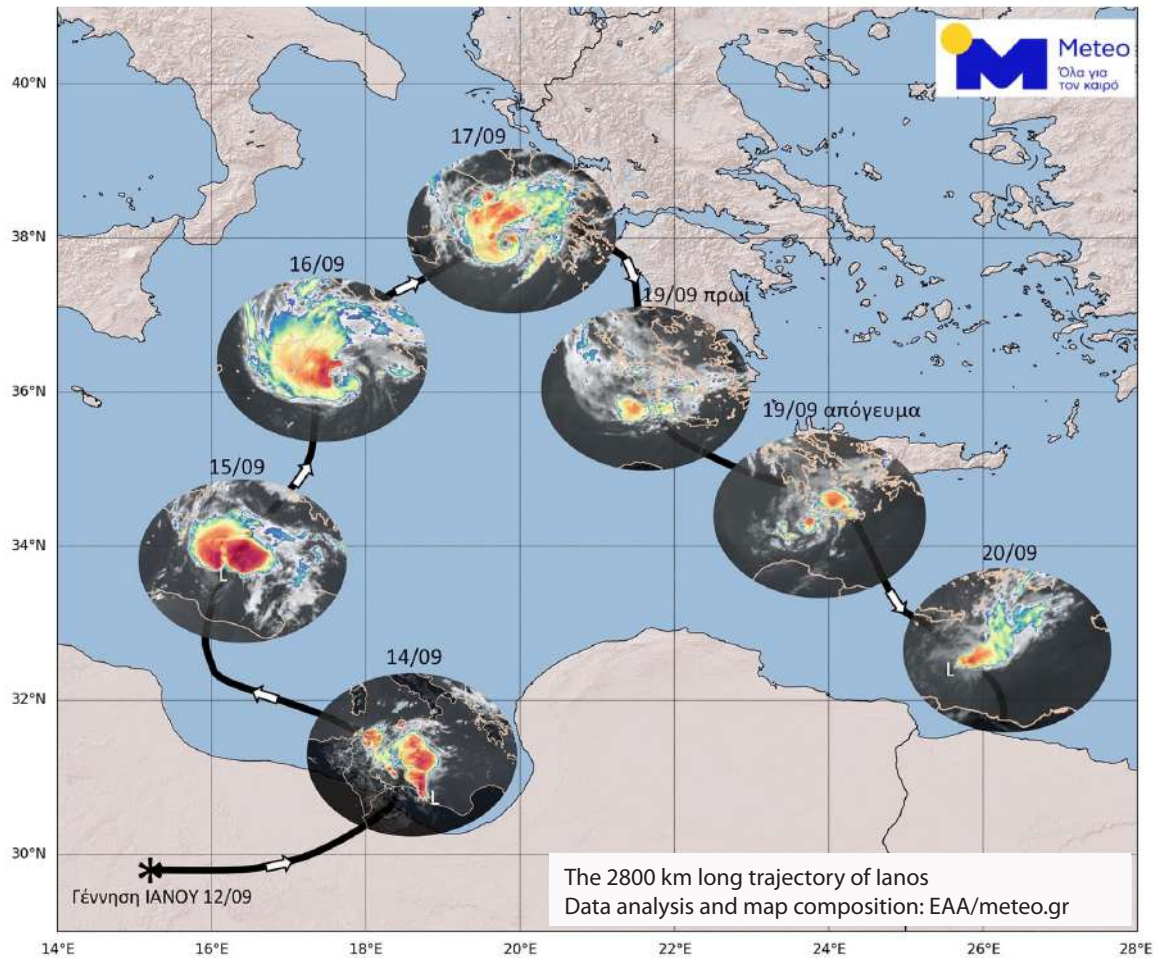 Meteo
Όλα για
τον καιρό
40°N
17/09
38°N
16/09
19/09 πρωί
36°N
19/09 απόγευμα
15/09
34°N
20/09
L
14/09
L
32°N
L
30°N
Γέννηση ΙΑΝΟΥ 12/09
The 2800 km long trajectory of Ianos
Data analysis and map composition: EAA/meteo.gr
14°E 16°E 18°E 20°E 22°E 24°E 26°E 28°E